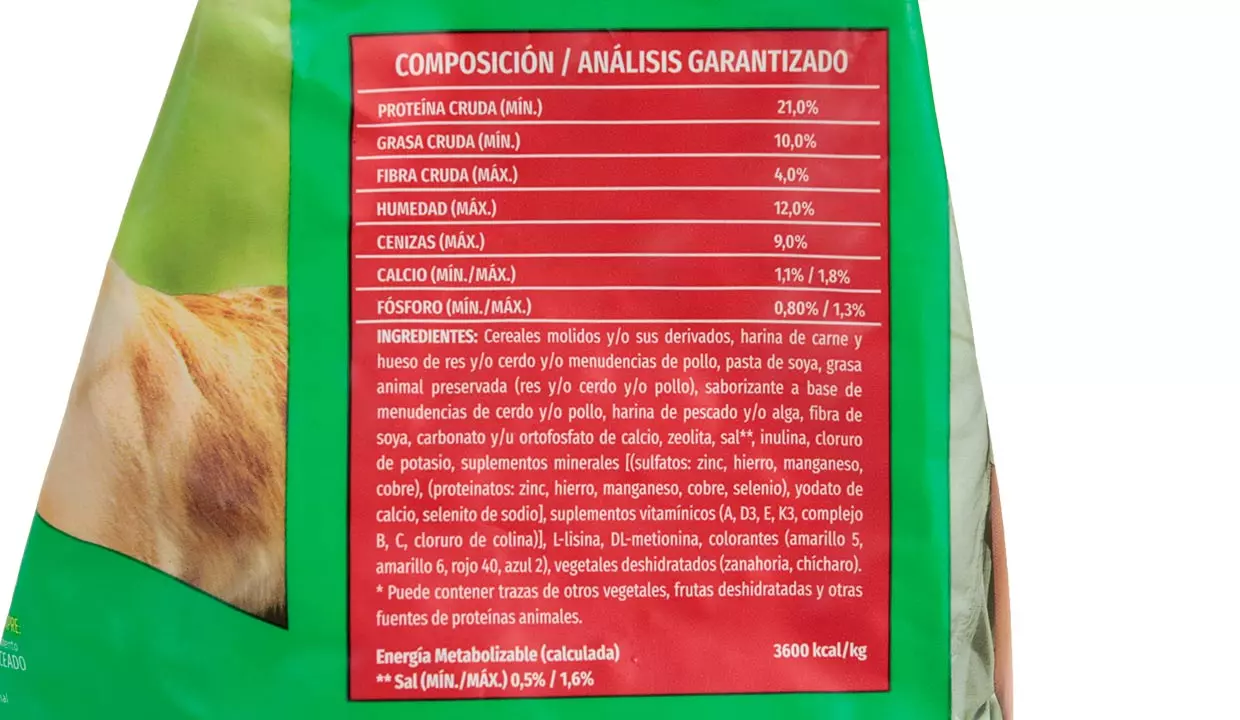 COMPOSICIÓN / ANÁLISIS GARANTIZADO
PROTEÍNA CRUDA (MÍN.) 21,0%
GRASA CRUDA (MÍN.) 10,0%
FIBRA CRUDA (MÁX.) 4,0%
HUMEDAD (MÁX.) 12,0%
CENIZAS (MÁX.) 9,0%
CALCIO (MÍN./MÁX.) 1,1% / 1,8%
FÓSFORO (MÍN./MÁX.) 0,80% / 1,3%
INGREDIENTES: Cereales molidos y/o sus derivados, harina de carne y
hueso de res y/o cerdo y/o menudencias de pollo, pasta de soya, grasa
animal preservada (res y/o cerdo y/o pollo), saborizante a base de
menudencias de cerdo y/o pollo, harina de pescado y/o alga, fibra de
soya, carbonato y/u ortofosfato de calcio, zeolita, sal**, inulina, cloruro
de potasio, suplementos minerales [(sulfatos: zinc, hierro, manganeso,
cobre), (proteinatos: zinc, hierro, manganeso, cobre, selenio), yodato de
calcio, selenito de sodio], suplementos vitamínicos (A, D3, E, K3, complejo
B, C, cloruro de colina)], L-lisina, DL-metionina, colorantes (amarillo 5,
amarillo 6, rojo 40, azul 2), vegetales deshidratados (zanahoria, chícharo).
* Puede contener trazas de otros vegetales, frutas deshidratadas y otras
fuentes de proteínas animales.
Energía Metabolizable (calculada) 3600 kcal/kg
** Sal (MÍN./MÁX.) 0,5% / 1,6%